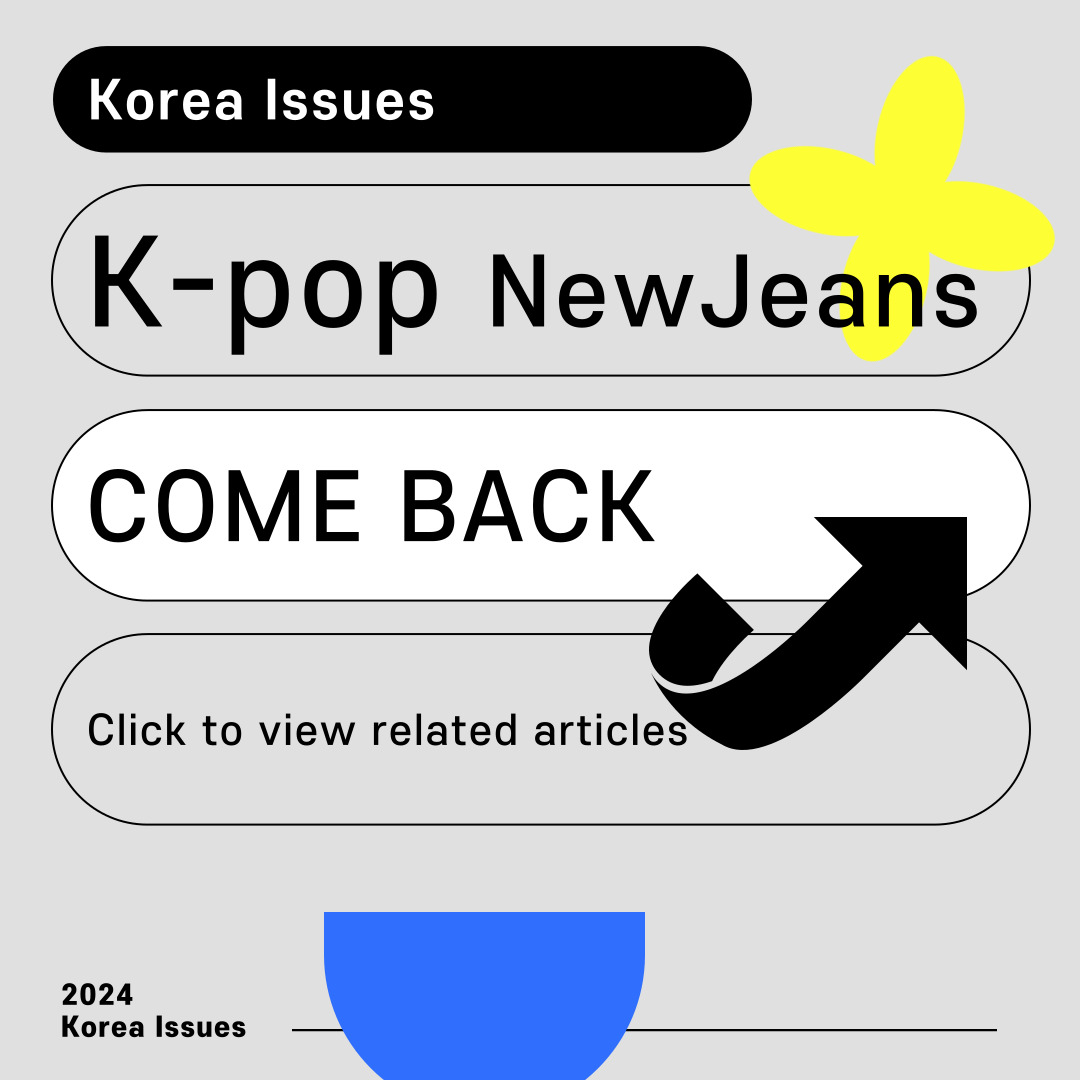 Korea Issues
K-pop NewJeans
COME BACK
Click to view related articles
2024
Korea Issues